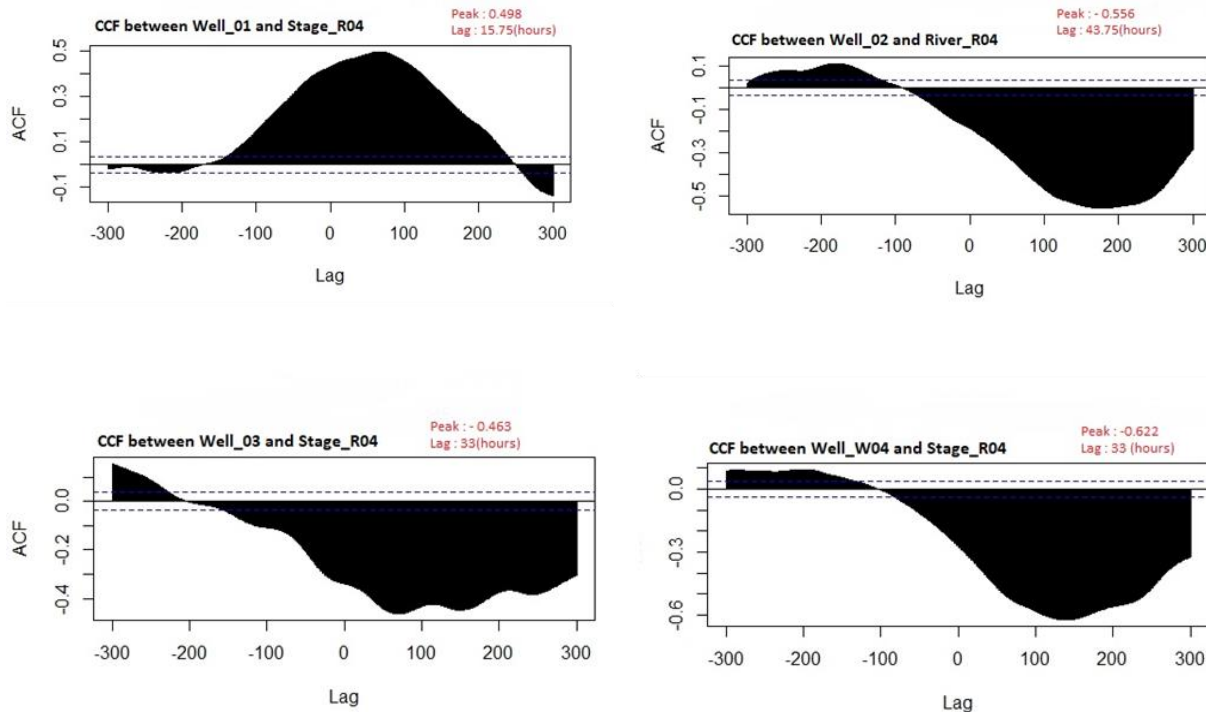 CCF between Well_01 and Stage_R04
Peak : 0.498
Lag : 15.75(hours)
ACF
0.5
0.3
0.1
-0.1
-300 -200 -100 0 100 200 300
Lag
CCF between Well_02 and River_R04
Peak : - 0.556
Lag : 43.75(hours)
ACF
0.1
-0.1
-0.3
-0.5
-300 -200 -100 0 100 200 300
Lag
CCF between Well_03 and Stage_R04
Peak : - 0.463
Lag : 33(hours)
ACF
0.0
-0.2
-0.4
-300 -200 -100 0 100 200 300
Lag
CCF between Well_W04 and Stage_R04
Peak : -0.622
Lag : 33 (hours)
0.0
-0.3
-0.6
-300 -200 -100 0 100 200 300
Lag